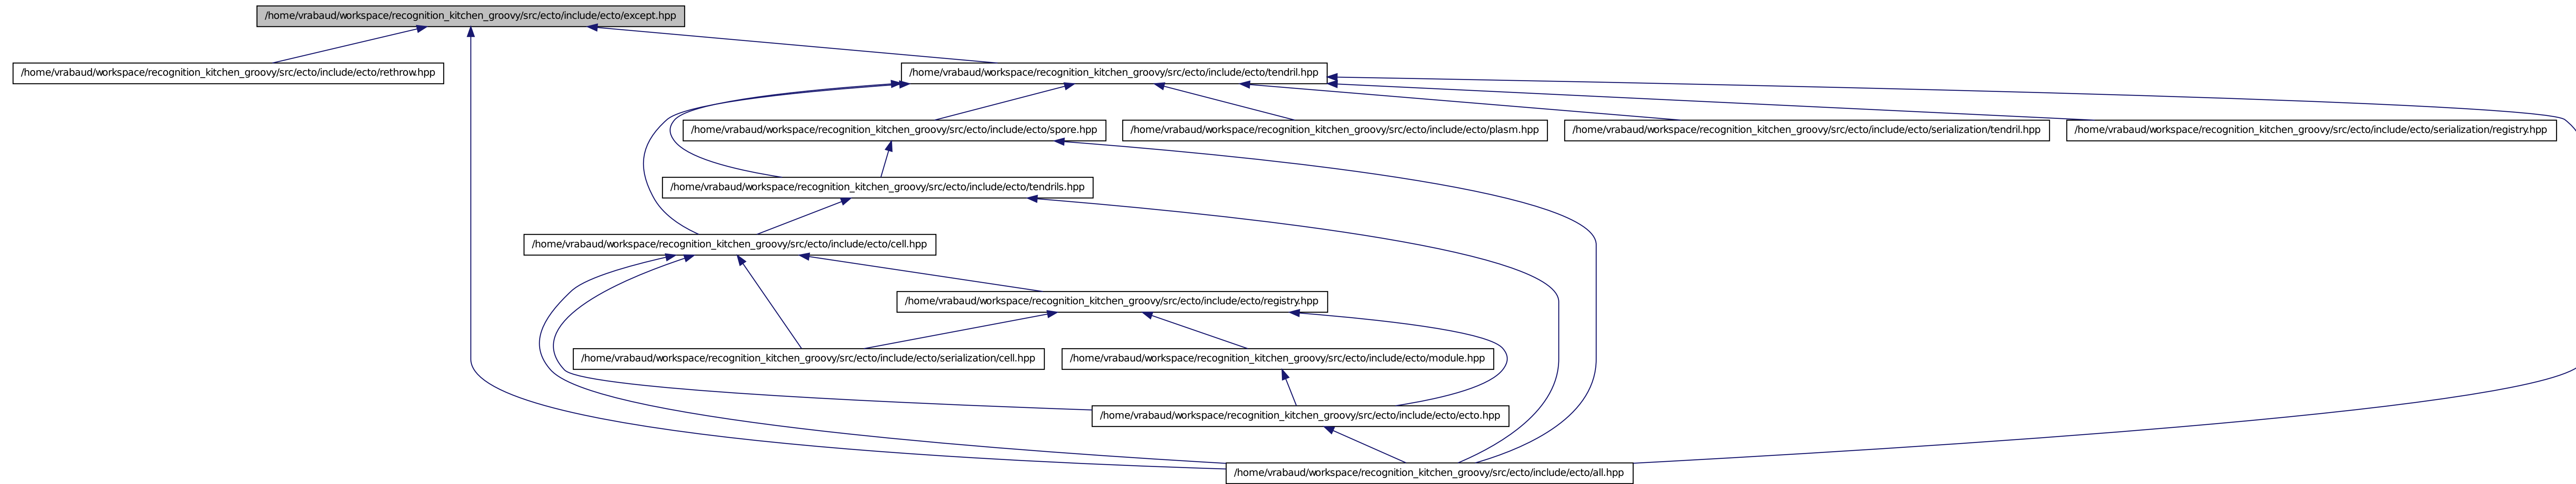 /home/vrabaud/workspace/recognition_kitchen_groovy/src/ecto/include/ecto/except.hpp
/home/vrabaud/workspace/recognition_kitchen_groovy/src/ecto/include/ecto/rethrow.hpp
/home/vrabaud/workspace/recognition_kitchen_groovy/src/ecto/include/ecto/tendril.hpp
/home/vrabaud/workspace/recognition_kitchen_groovy/src/ecto/include/ecto/spore.hpp
/home/vrabaud/workspace/recognition_kitchen_groovy/src/ecto/include/ecto/plasm.hpp
/home/vrabaud/workspace/recognition_kitchen_groovy/src/ecto/include/ecto/serialization/tendril.hpp
/home/vrabaud/workspace/recognition_kitchen_groovy/src/ecto/include/ecto/serialization/registry.hpp
/home/vrabaud/workspace/recognition_kitchen_groovy/src/ecto/include/ecto/tendrils.hpp
/home/vrabaud/workspace/recognition_kitchen_groovy/src/ecto/include/ecto/cell.hpp
/home/vrabaud/workspace/recognition_kitchen_groovy/src/ecto/include/ecto/registry.hpp
/home/vrabaud/workspace/recognition_kitchen_groovy/src/ecto/include/ecto/serialization/cell.hpp
/home/vrabaud/workspace/recognition_kitchen_groovy/src/ecto/include/ecto/module.hpp
/home/vrabaud/workspace/recognition_kitchen_groovy/src/ecto/include/ecto/ecto.hpp
/home/vrabaud/workspace/recognition_kitchen_groovy/src/ecto/include/ecto/all.hpp